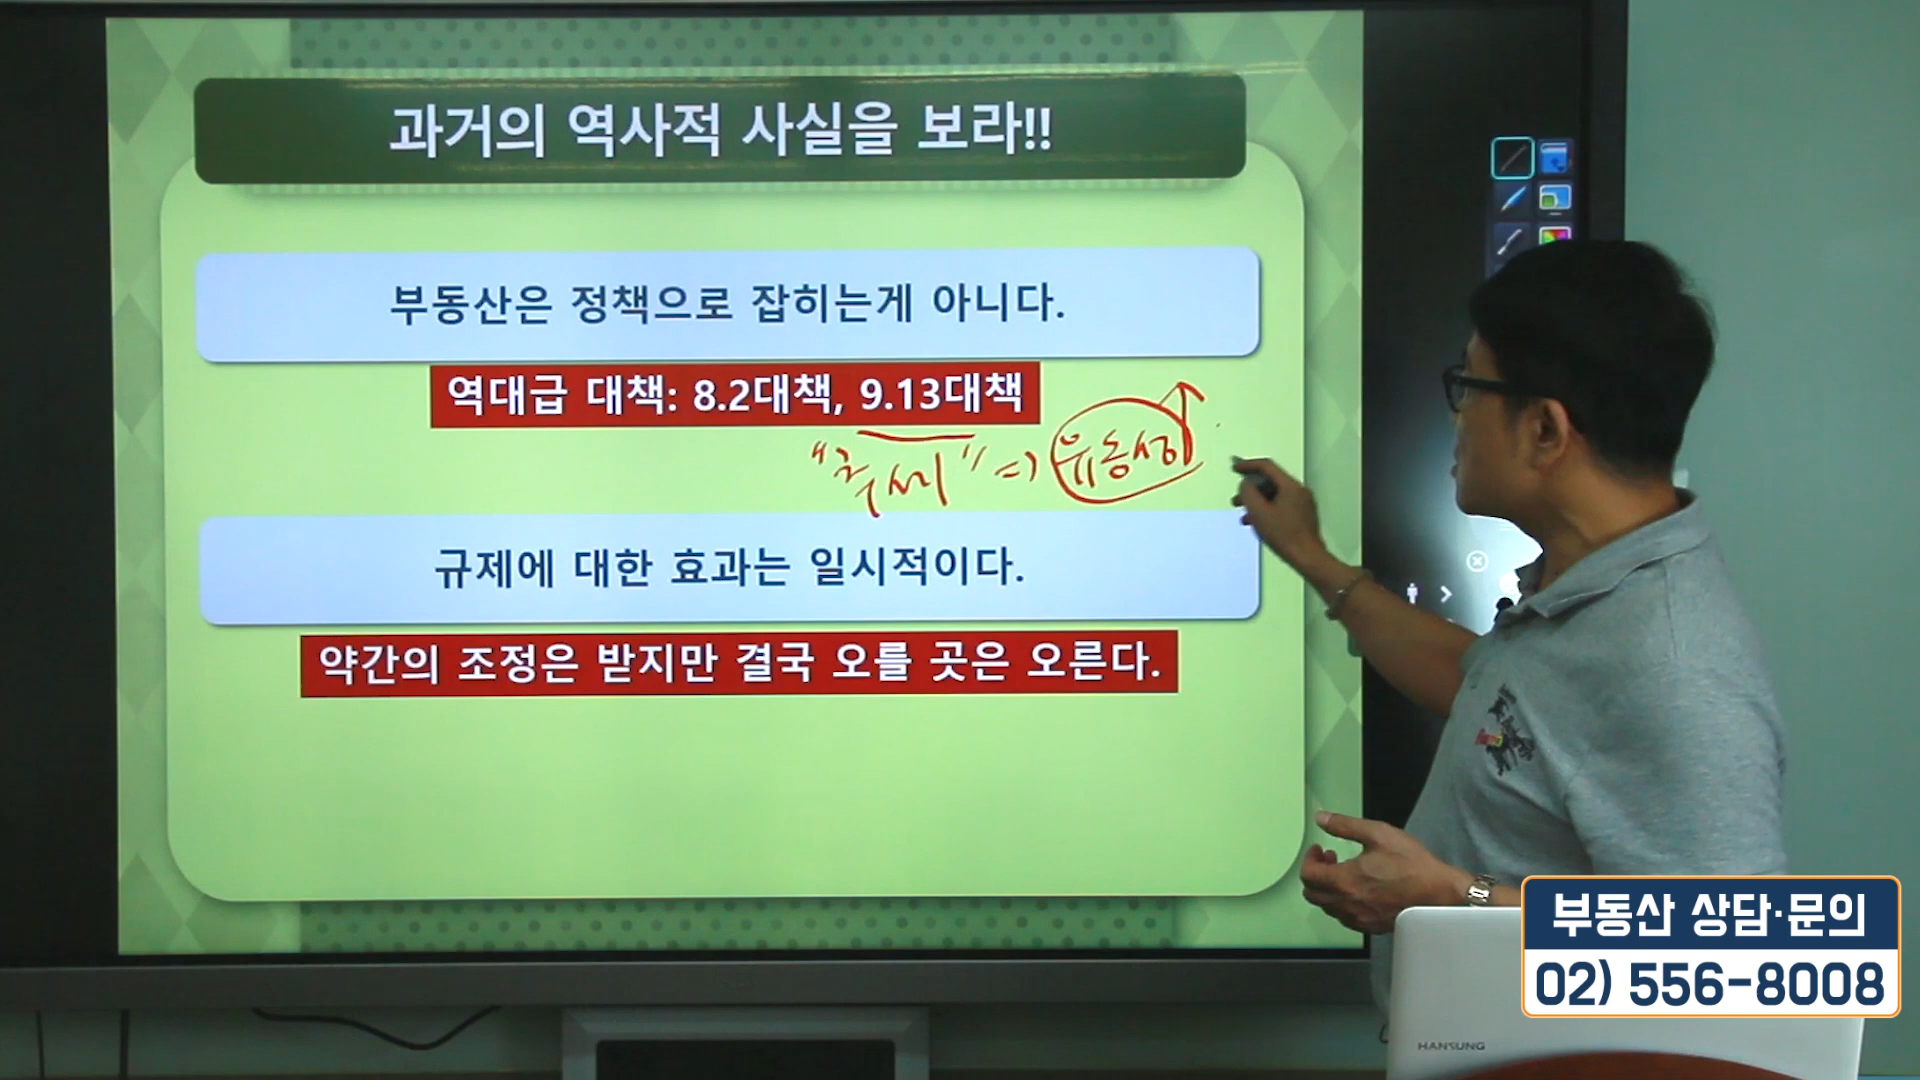 과거의 역사적 사실을 보라!!
부동산은 정책으로 잡히는게 아니다.
역대급 대책: 8.2대책, 9.13대책
유동성
규제에 대한 효과는 일시적이다.
약간의 조정은 받지만 결국 오를 곳은 오른다.
부동산 상담·문의
02) 556-8008
HANSUNG